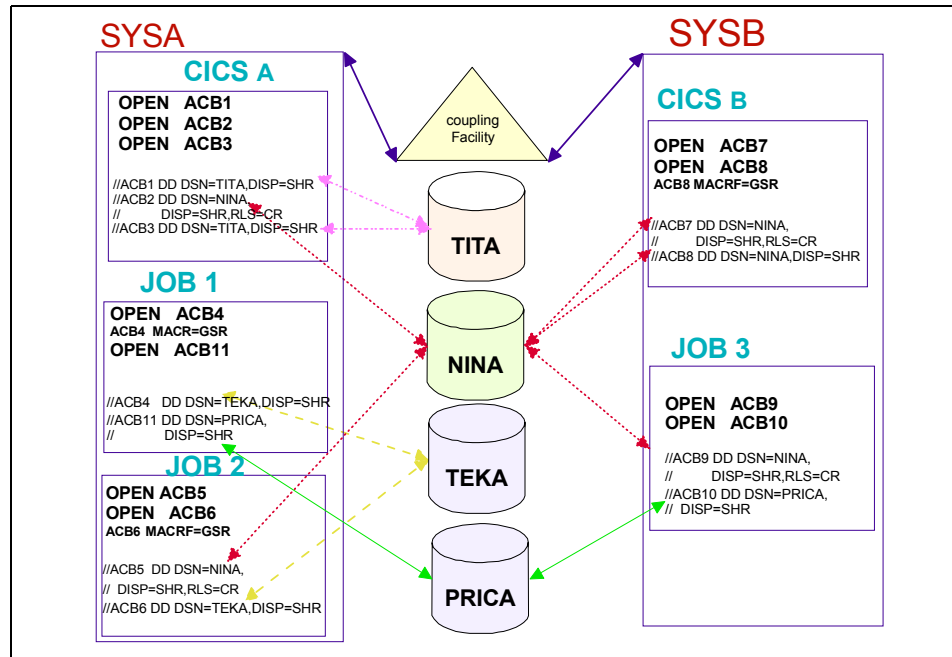 SYSA
CICS A
OPEN ACB1
OPEN ACB2
OPEN ACB3
//ACB1 DD DSN=TITA,DISP=SHR
//ACB2 DD DSN=NINA,
// DISP=SHR,RLS=CR
//ACB3 DD DSN=TITA,DISP=SHR
JOB 1
OPEN ACB4
ACB4 MACR=GSR
OPEN ACB11
//ACB4 DD DSN=TEKA,DISP=SHR
//ACB11 DD DSN=PRICA,
// DISP=SHR
JOB 2
OPEN ACB5
OPEN ACB6
ACB6 MACRF=GSR
//ACB5 DD DSN=NINA,
// DISP=SHR,RLS=CR
//ACB6 DD DSN=TEKA,DISP=SHR
coupling
Facility
TITA
NINA
TEKA
PRICA
SYSB
CICS B
OPEN ACB7
OPEN ACB8
ACB8 MACRF=GSR
//ACB7 DD DSN=NINA,
// DISP=SHR,RLS=CR
//ACB8 DD DSN=NINA,DISP=SHR
JOB 3
OPEN ACB9
OPEN ACB10
//ACB9 DD DSN=NINA,
// DISP=SHR,RLS=CR
//ACB10 DD DSN=PRICA,
// DISP=SHR